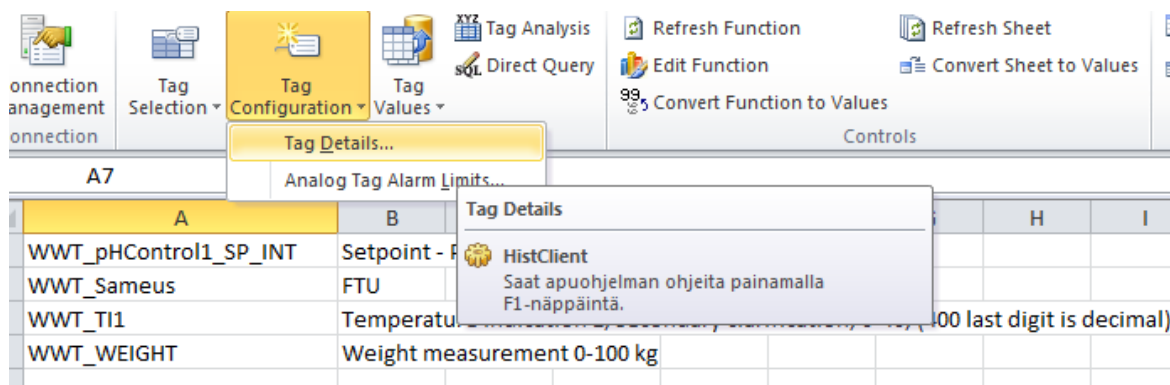 XYZ Tag Analysis
Refresh Function
Refresh Sheet
SQL Direct Query
Edit Function
Convert Sheet to Values
onnection
Tag
Tag
Tag
anagement
Selection
Configuration
Values
Convert Function to Values
onnection
Controls
Tag Details...
A7
Analog Tag Alarm Limits...
Tag Details
A
B
H
I
HistClient
Saat apuohjelman ohjeita painamalla
F1-näppäintä.
WWT_pHControl1_SP_INT
Setpoint -
WWT_Sameus
FTU
WWT_TI1
400 last digit is decimal)
WWT_WEIGHT
Weight measurement 0-100 kg